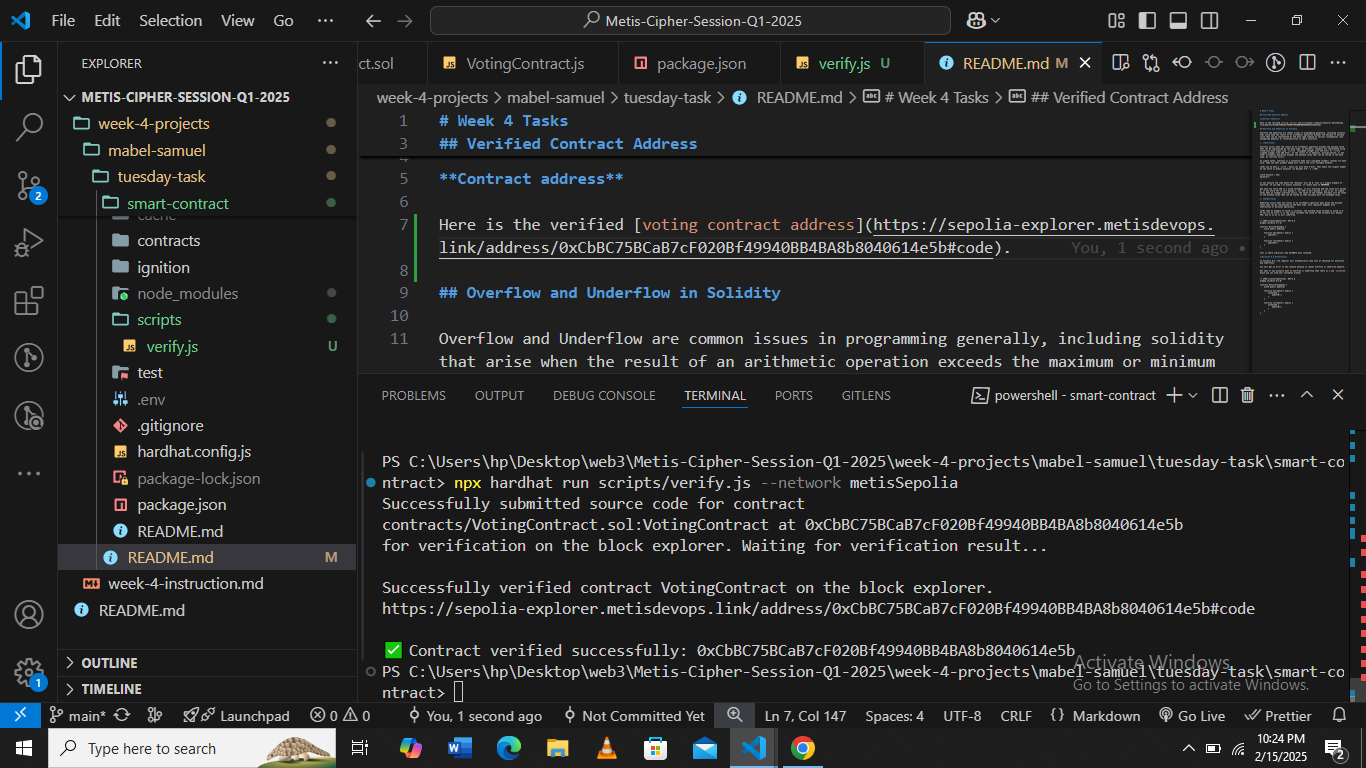 File Edit Selection View Go ··· Metis-Cipher-Session-Q1-2025
EXPLORER ···
ct.sol VotingContract.js package.json verify.js U README.md M
METIS-CIPHER-SESSION-Q1-2025
week-4-projects
mabel-samuel
tuesday-task
smart-contract
cache
contracts
ignition
node_modules
scripts
verify.js U
test
.env
.gitignore
hardhat.config.js
package-lock.json
package.json
README.md
README.md M
week-4-instruction.md
README.md
OUTLINE
TIMELINE
2
1
week-4-projects > mabel-samuel > tuesday-task > README.md > # Week 4 Tasks > ## Verified Contract Address
1 # Week 4 Tasks
3 ## Verified Contract Address
4
5 **Contract address**
6
7 Here is the verified [voting contract address](https://sepolia-explorer.metisdevops.
link/address/0xCbBC75BCaB7cF020Bf49940BB4BA8b8040614e5b#code). You, 1 second ago •
8
9 ## Overflow and Underflow in Solidity
10
11 Overflow and Underflow are common issues in programming generally, including solidity
that arise when the result of an arithmetic operation exceeds the maximum or minimum
PROBLEMS OUTPUT DEBUG CONSOLE TERMINAL PORTS GITLENS powershell - smart-contract
PS C:\Users\hp\Desktop\web3\Metis-Cipher-Session-Q1-2025\week-4-projects\mabel-samuel\tuesday-task\smart-co
ntract> npx hardhat run scripts/verify.js --network metisSepolia
Successfully submitted source code for contract
contracts/VotingContract.sol:VotingContract at 0xCbBC75BCaB7cF020Bf49940BB4BA8b8040614e5b
for verification on the block explorer. Waiting for verification result...
Successfully verified contract VotingContract on the block explorer.
https://sepolia-explorer.metisdevops.link/address/0xCbBC75BCaB7cF020Bf49940BB4BA8b8040614e5b#code
✅ Contract verified successfully: 0xCbBC75BCaB7cF020Bf49940BB4BA8b8040614e5b
PS C:\Users\hp\Desktop\web3\Metis-Cipher-Session-Q1-2025\week-4-projects\mabel-samuel\tuesday-task\smart-co
ntract>
Activate Windows
Go to Settings to activate Windows.
main* Launchpad 0 0 You, 1 second ago Not Committed Yet Ln 7, Col 147 Spaces: 4 UTF-8 CRLF {} Markdown Go Live Prettier
Type here to search
10:24 PM
2/15/2025
2